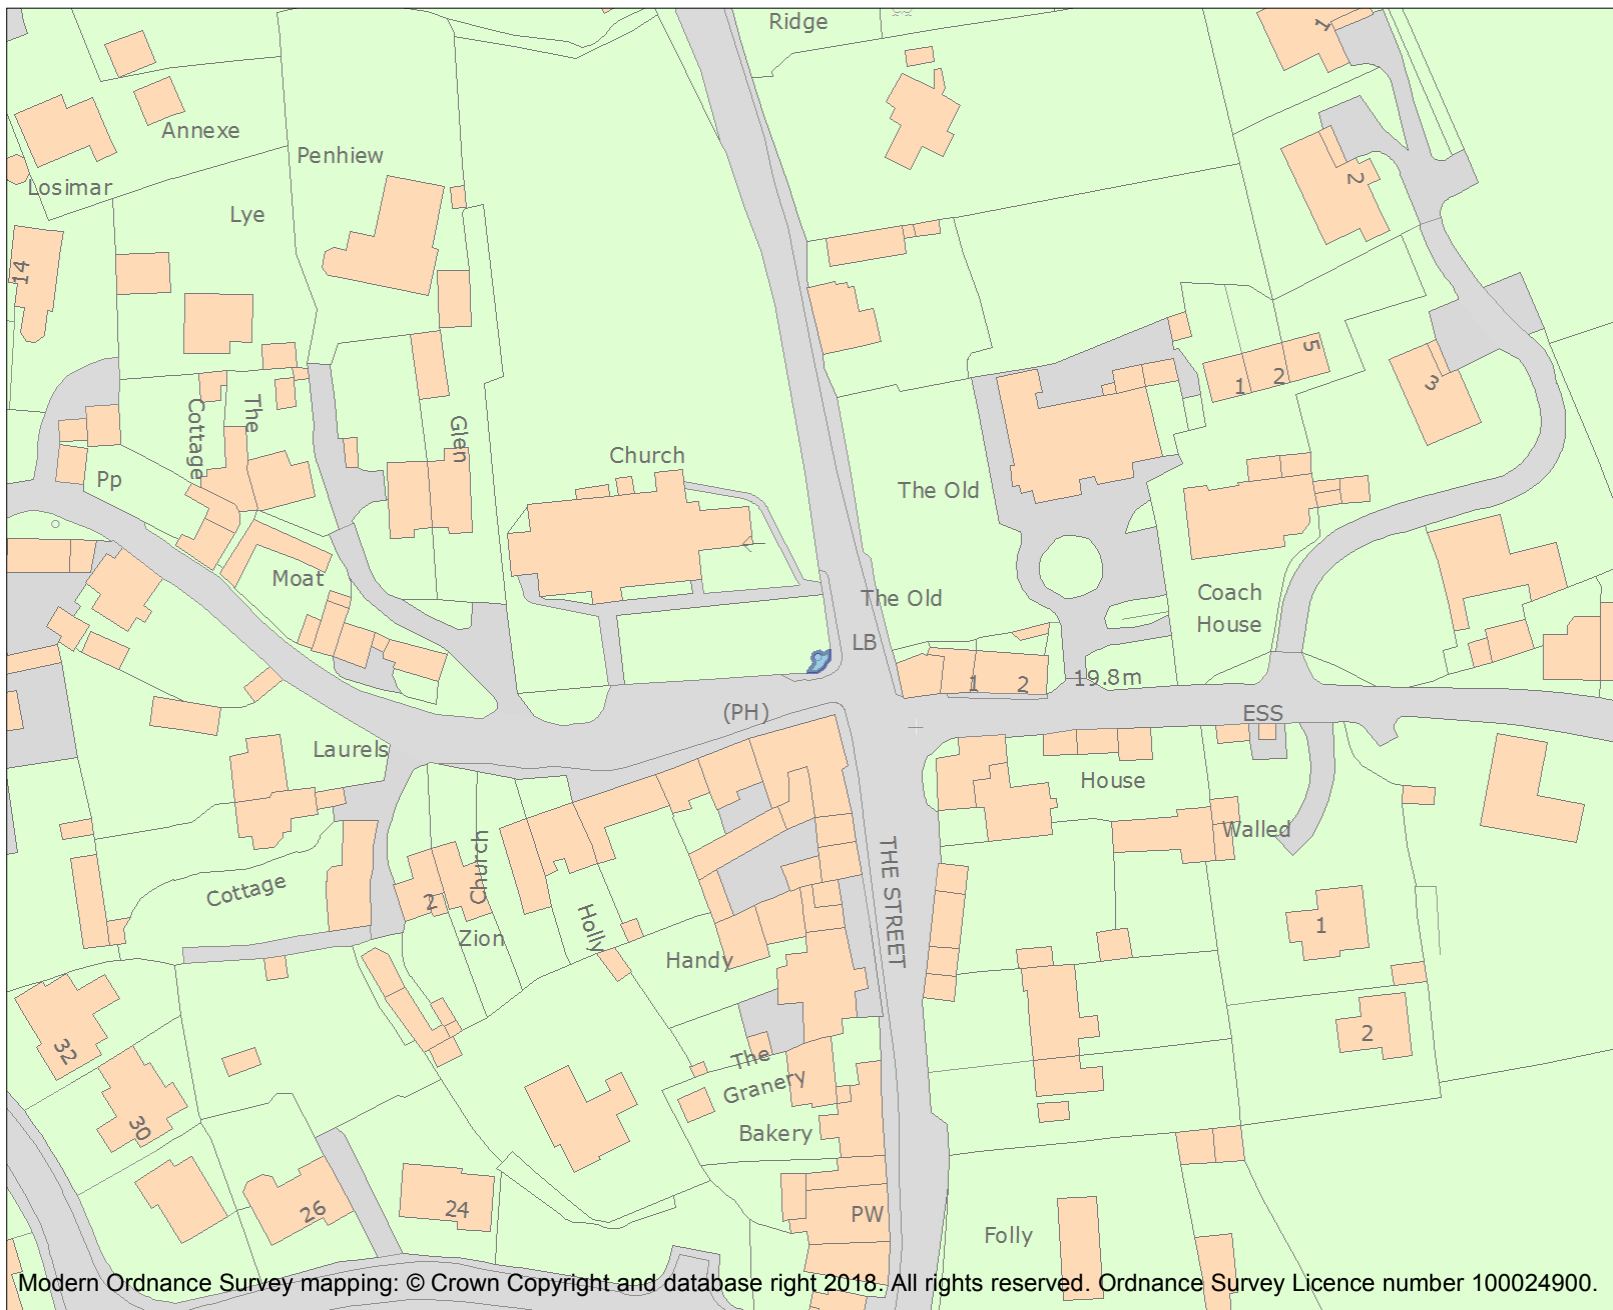 Ridge
1
Annexe
Penhiew
Losimar
Lye
2
14
5
1
2
3
The
Cottage
Glen
Church
Pp
The Old
Moat
The Old
Coach
House
LB
1
2
19.8m
(PH)
ESS
Laurels
House
Walled
THE STREET
Church
Cottage
2
Holly
1
Zion
Handy
32
2
The
Granery
30
Bakery
26
24
PW
Folly
Modern Ordnance Survey mapping: © Crown Copyright and database right 2018. All rights reserved. Ordnance Survey Licence number 100024900.